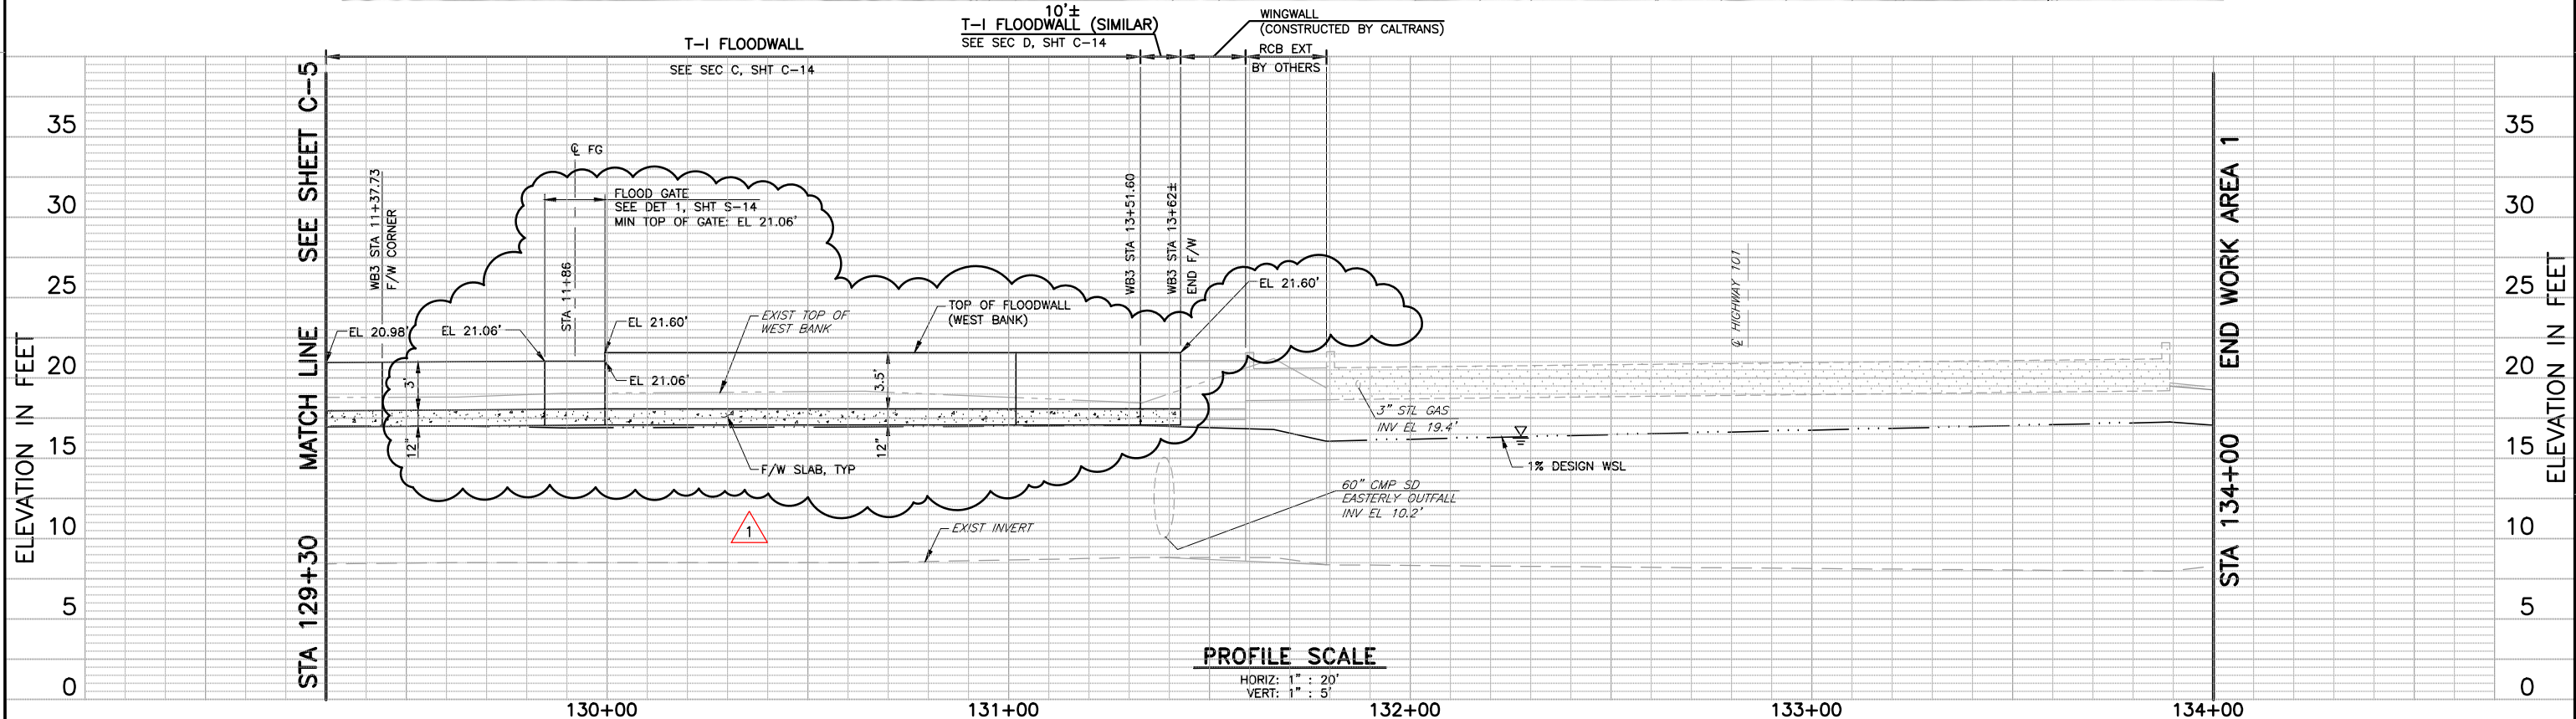 10'±
T-I FLOODWALL (SIMILAR)
SEE SEC D, SHT C-14
WINGWALL
(CONSTRUCTED BY CALTRANS)
T-I FLOODWALL
SEE SEC C, SHT C-14
RCB EXT
BY OTHERS
STA 129+30 MATCH LINE SEE SHEET C-5
ELEVATION IN FEET
35
30
25
20
15
10
5
0
WB3 STA 11+37.73
F/W CORNER
℄ FG
STA 11+86
FLOOD GATE
SEE DET 1, SHT S-14
MIN TOP OF GATE: EL 21.06'
EL 20.98'
EL 21.06'
EL 21.60'
EL 21.06'
3'
12"
EXIST TOP OF
WEST BANK
TOP OF FLOODWALL
(WEST BANK)
3.5'
12"
F/W SLAB, TYP
WB3 STA 13+51.60
WB3 STA 13+62±
END F/W
EL 21.60'
℄ HIGHWAY 101
3" STL GAS
INV EL 19.4'
1% DESIGN WSL
60" CMP SD
EASTERLY OUTFALL
INV EL 10.2'
EXIST INVERT
1
STA 134+00 END WORK AREA 1
35
30
25
20
15
10
5
0
ELEVATION IN FEET
PROFILE SCALE
HORIZ: 1" : 20'
VERT: 1" : 5'
130+00
131+00
132+00
133+00
134+00